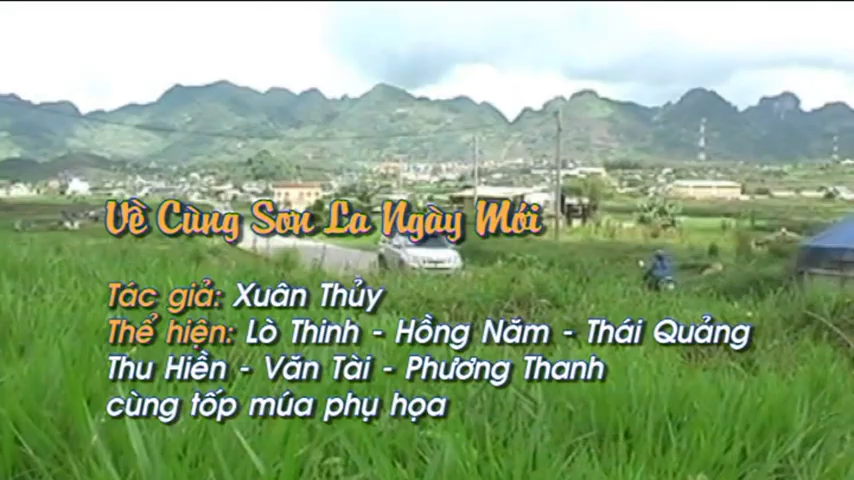 Về Cùng Sơn La Ngày Mới
Tác giả: Xuân Thủy
Thể hiện: Lò Thinh - Hồng Năm - Thái Quảng
Thu Hiền - Văn Tài - Phương Thanh
cùng tốp múa phụ họa